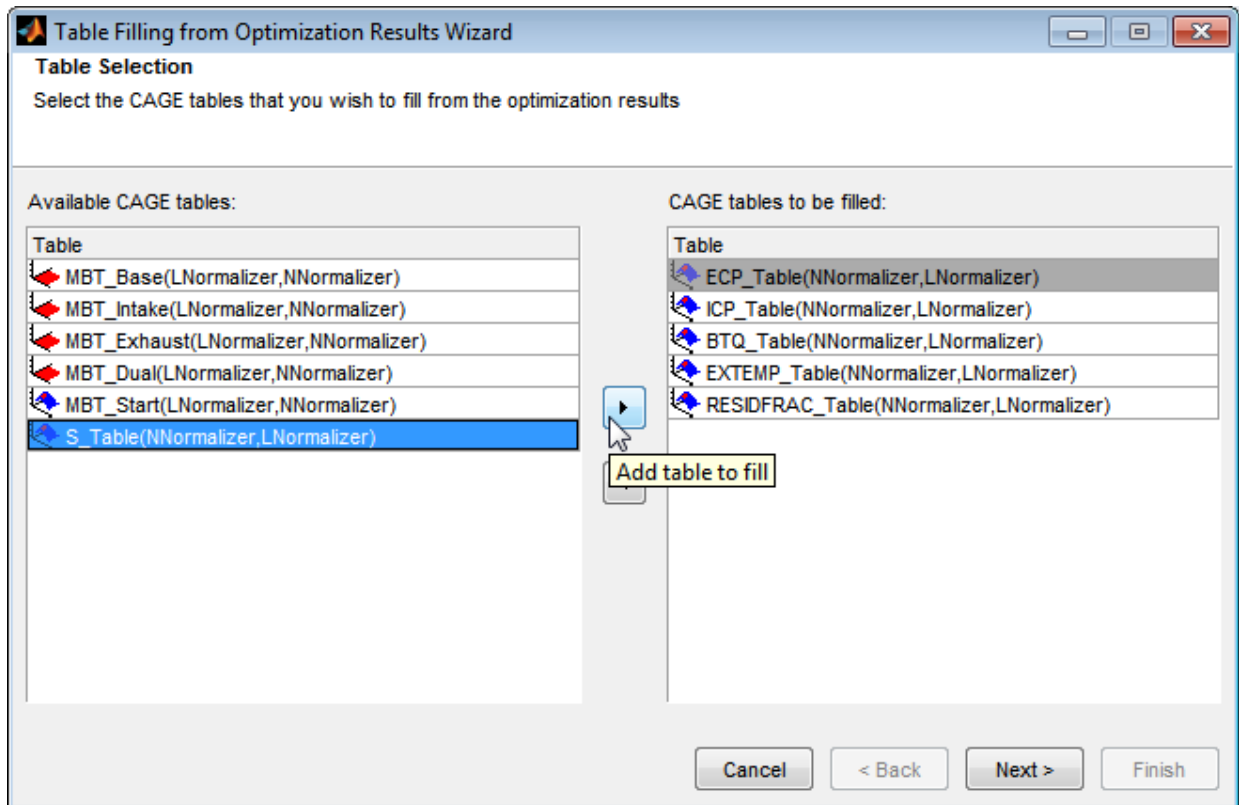 Table Filling from Optimization Results Wizard
Table Selection
Select the CAGE tables that you wish to fill from the optimization results
Available CAGE tables:
Table
MBT_Base(LNormalizer,NNormalizer)
MBT_Intake(LNormalizer,NNormalizer)
MBT_Exhaust(LNormalizer,NNormalizer)
MBT_Dual(LNormalizer,NNormalizer)
MBT_Start(LNormalizer,NNormalizer)
S_Table(NNormalizer,LNormalizer)
Add table to fill
CAGE tables to be filled:
Table
ECP_Table(NNormalizer,LNormalizer)
ICP_Table(NNormalizer,LNormalizer)
BTQ_Table(NNormalizer,LNormalizer)
EXTEMP_Table(NNormalizer,LNormalizer)
RESIDFRAC_Table(NNormalizer,LNormalizer)
Cancel < Back Next > Finish